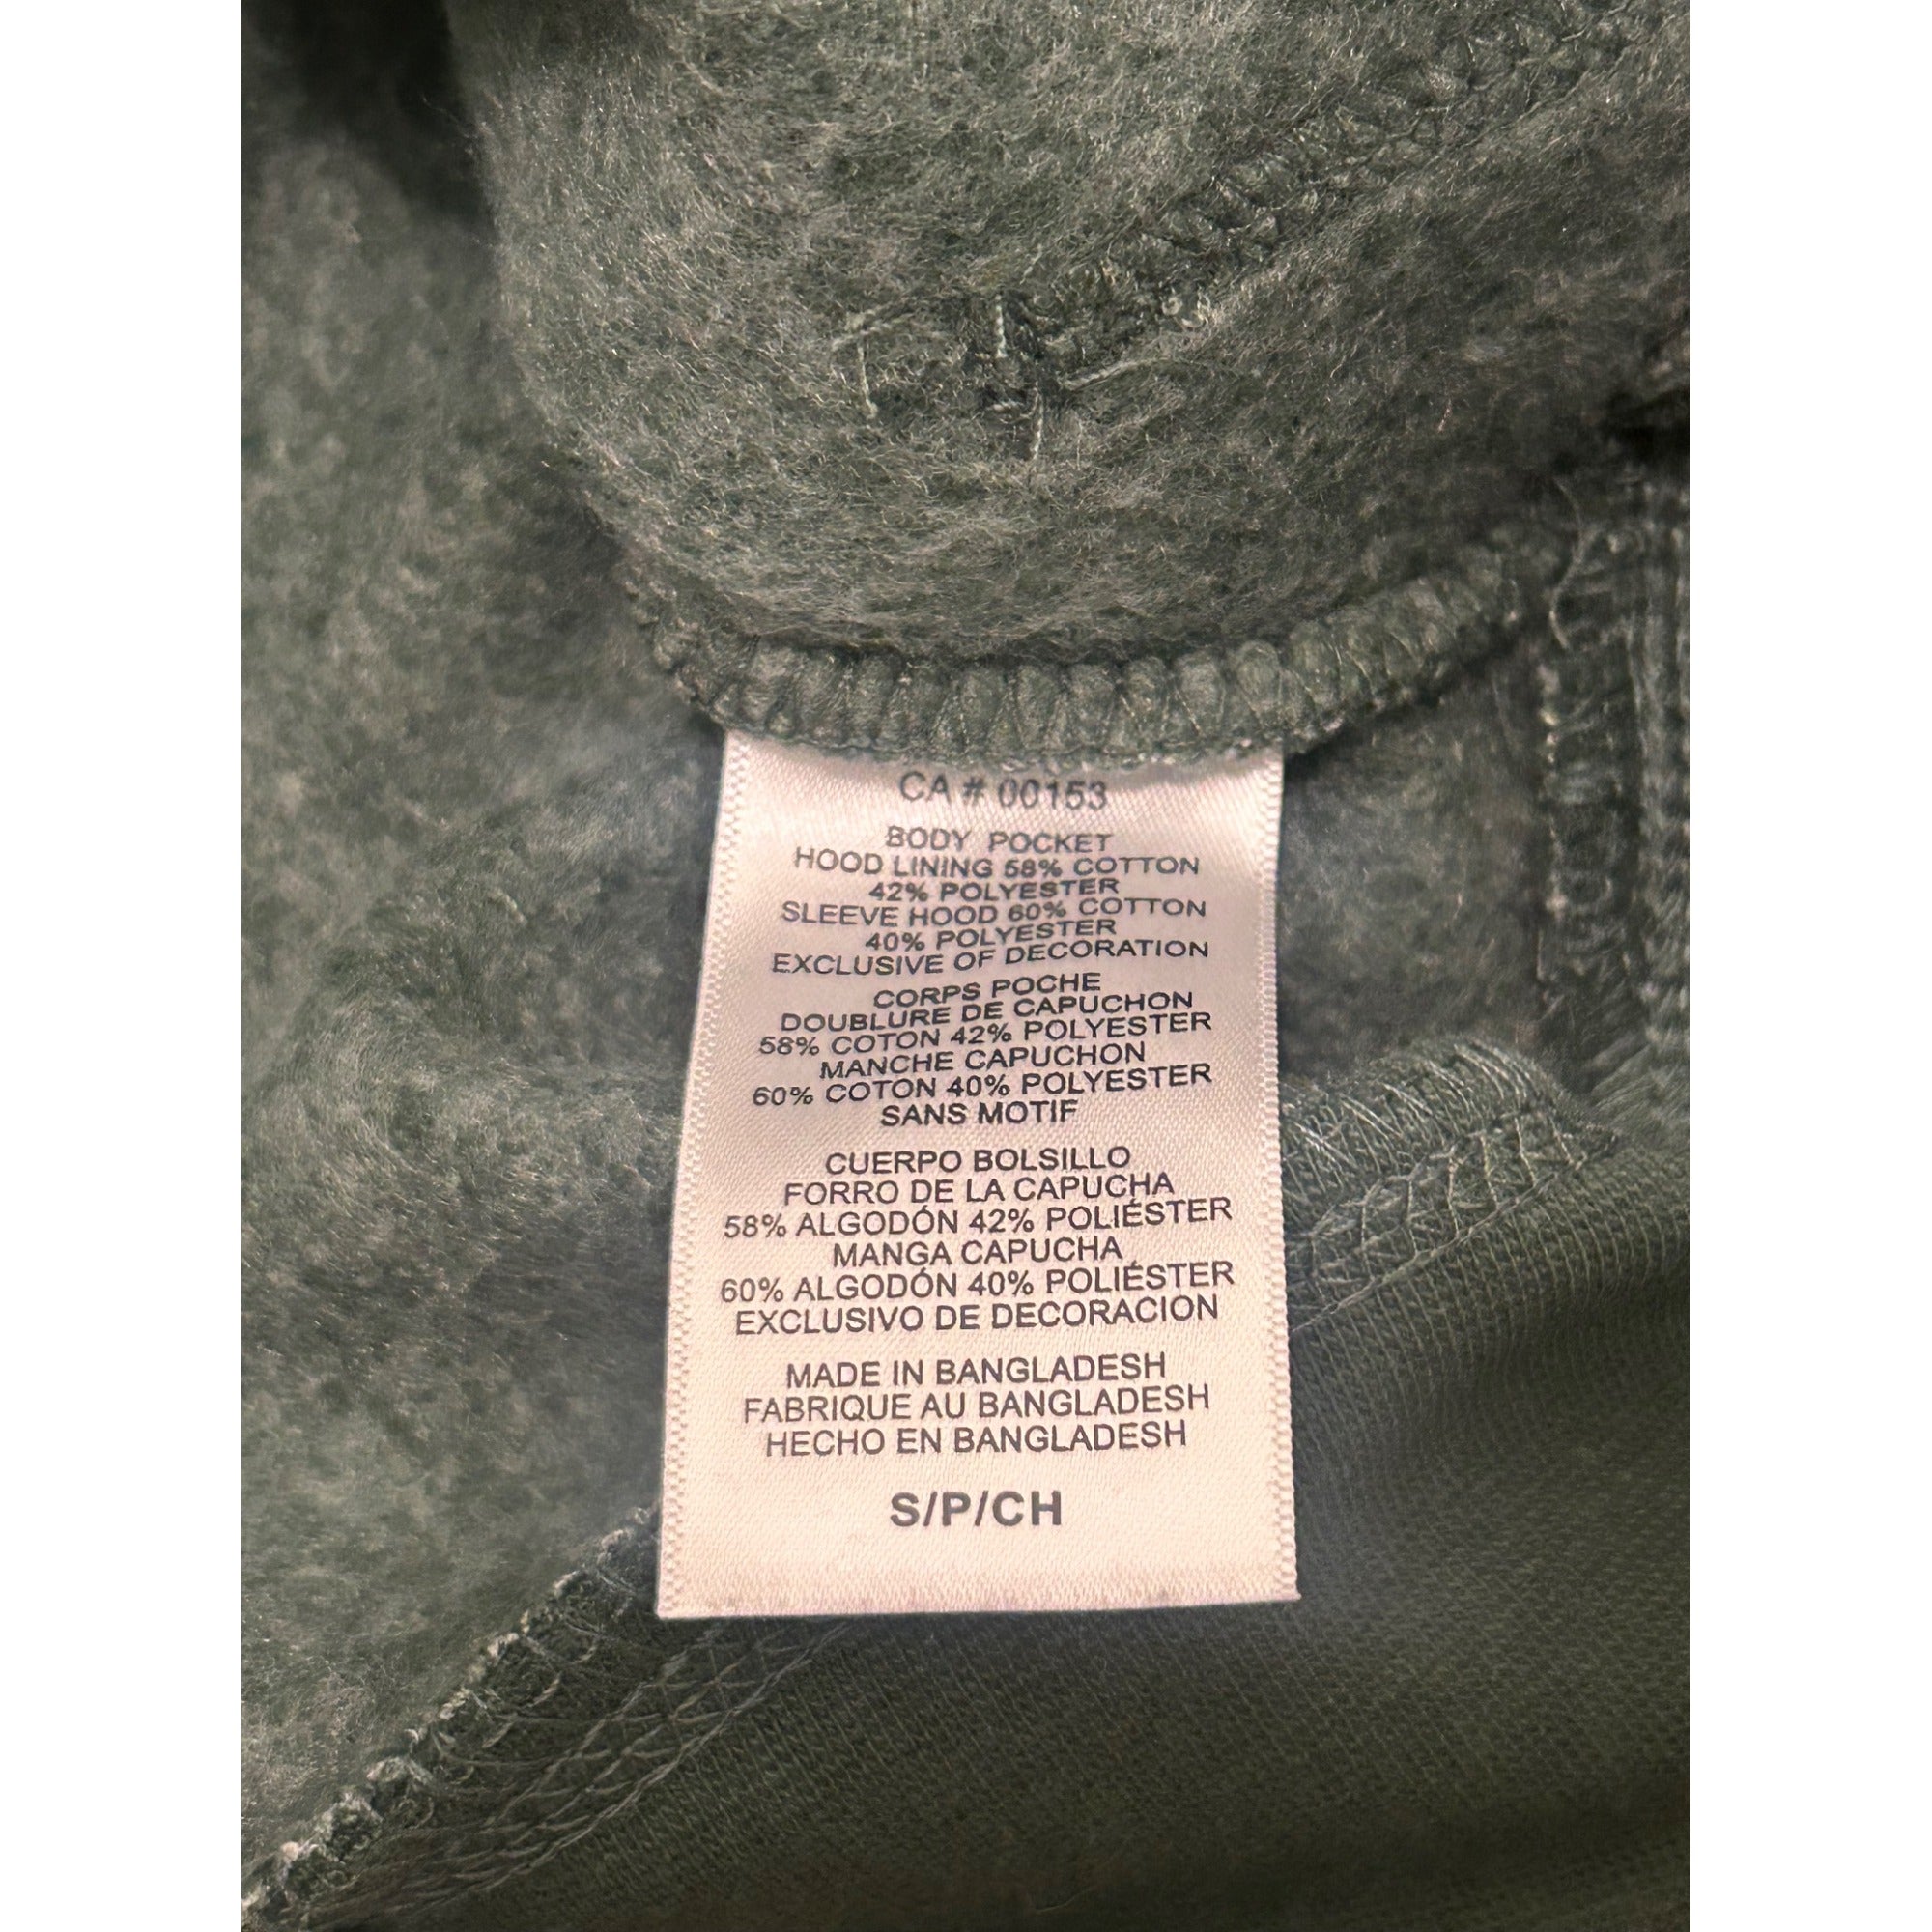 CA # 00153
BODY POCKET
HOOD LINING 58% COTTON
42% POLYESTER
SLEEVE HOOD 60% COTTON
40% POLYESTER
EXCLUSIVE OF DECORATION
CORPS POCHE
DOUBLURE DE CAPUCHON
58% COTON 42% POLYESTER
MANCHE CAPUCHON
60% COTON 40% POLYESTER
SANS MOTIF
CUERPO BOLSILLO
FORRO DE LA CAPUCHA
58% ALGODÓN 42% POLIÉSTER
MANGA CAPUCHA
60% ALGODÓN 40% POLIÉSTER
EXCLUSIVO DE DECORACION
MADE IN BANGLADESH
FABRIQUE AU BANGLADESH
HECHO EN BANGLADESH
S/P/CH